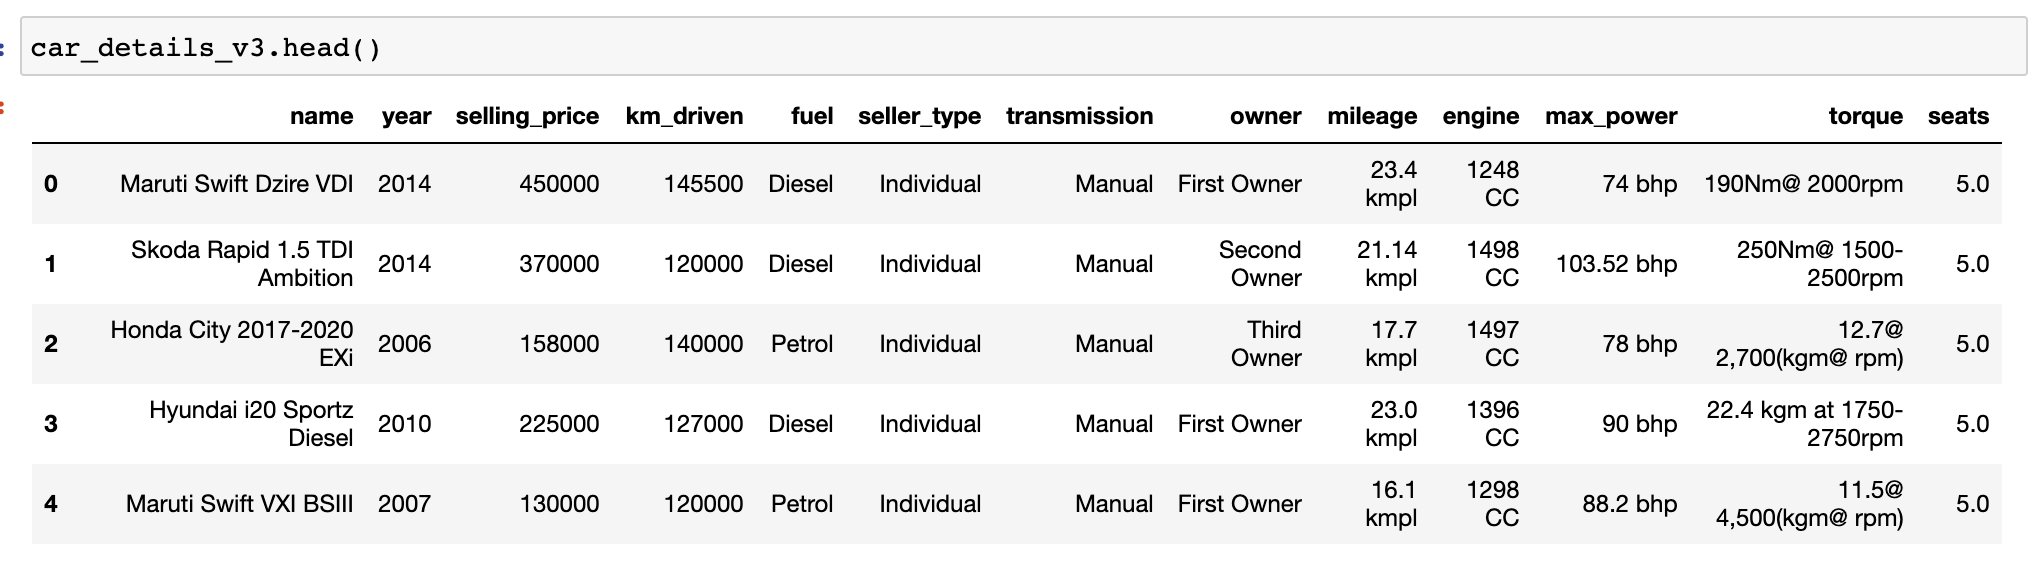 car_details_v3.head()
name year selling_price km_driven fuel seller_type transmission owner mileage engine max_power torque seats
0 Maruti Swift Dzire VDI 2014 450000 145500 Diesel Individual Manual First Owner 23.4 kmpl 1248 CC 74 bhp 190Nm@ 2000rpm 5.0
1 Skoda Rapid 1.5 TDI Ambition 2014 370000 120000 Diesel Individual Manual Second Owner 21.14 kmpl 1498 CC 103.52 bhp 250Nm@ 1500-2500rpm 5.0
2 Honda City 2017-2020 EXi 2006 158000 140000 Petrol Individual Manual Third Owner 17.7 kmpl 1497 CC 78 bhp 12.7@ 2,700(kgm@ rpm) 5.0
3 Hyundai i20 Sportz Diesel 2010 225000 127000 Diesel Individual Manual First Owner 23.0 kmpl 1396 CC 90 bhp 22.4 kgm at 1750-2750rpm 5.0
4 Maruti Swift VXI BSIII 2007 130000 120000 Petrol Individual Manual First Owner 16.1 kmpl 1298 CC 88.2 bhp 11.5@ 4,500(kgm@ rpm) 5.0